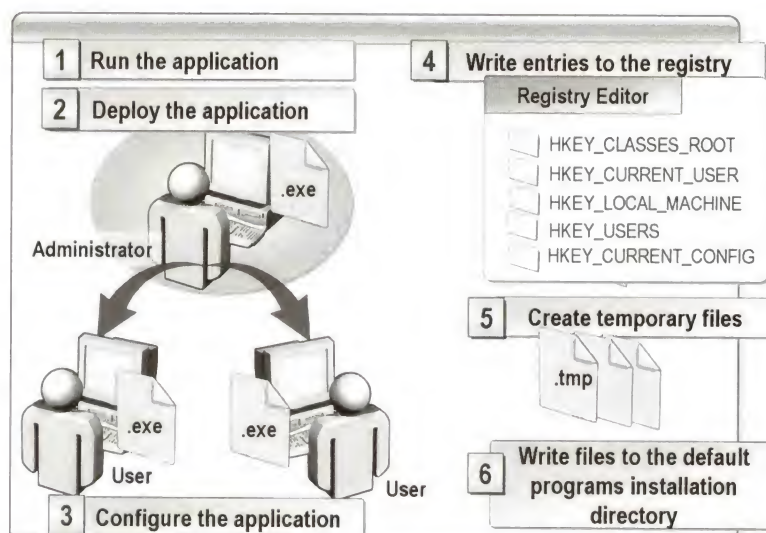 1 Run the application
2 Deploy the application
.exe
Administrator
.exe
User
.exe
User
3 Configure the application
4 Write entries to the registry
Registry Editor
HKEY_CLASSES_ROOT
HKEY_CURRENT_USER
HKEY_LOCAL_MACHINE
HKEY_USERS
HKEY_CURRENT_CONFIG
5 Create temporary files
.tmp
6 Write files to the default
programs installation
directory